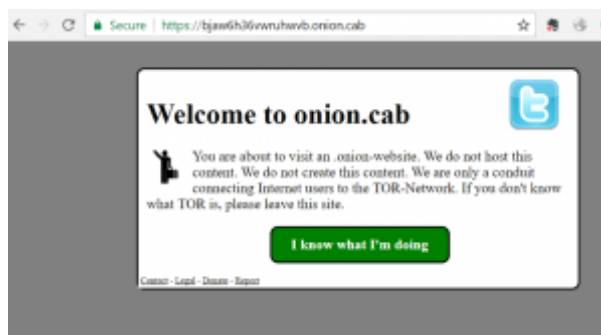 Secure | https://bjaw6h36vwruhwvb.onion.cab
Welcome to onion.cab
You are about to visit an .onion-website. We do not host this
content. We do not create this content. We are only a conduit
connecting Internet users to the TOR-Network. If you don't know
what TOR is, please leave this site.
I know what I'm doing
Contact - Legal - Donate - Report